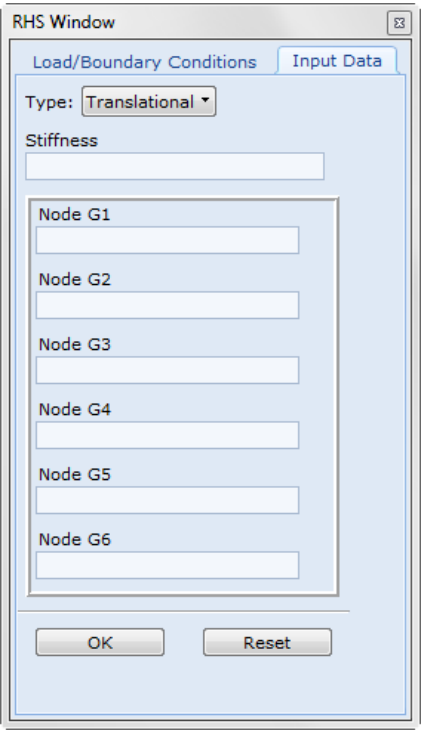 RHS Window
Load/Boundary Conditions Input Data
Type: Translational
Stiffness
Node G1
Node G2
Node G3
Node G4
Node G5
Node G6
OK Reset